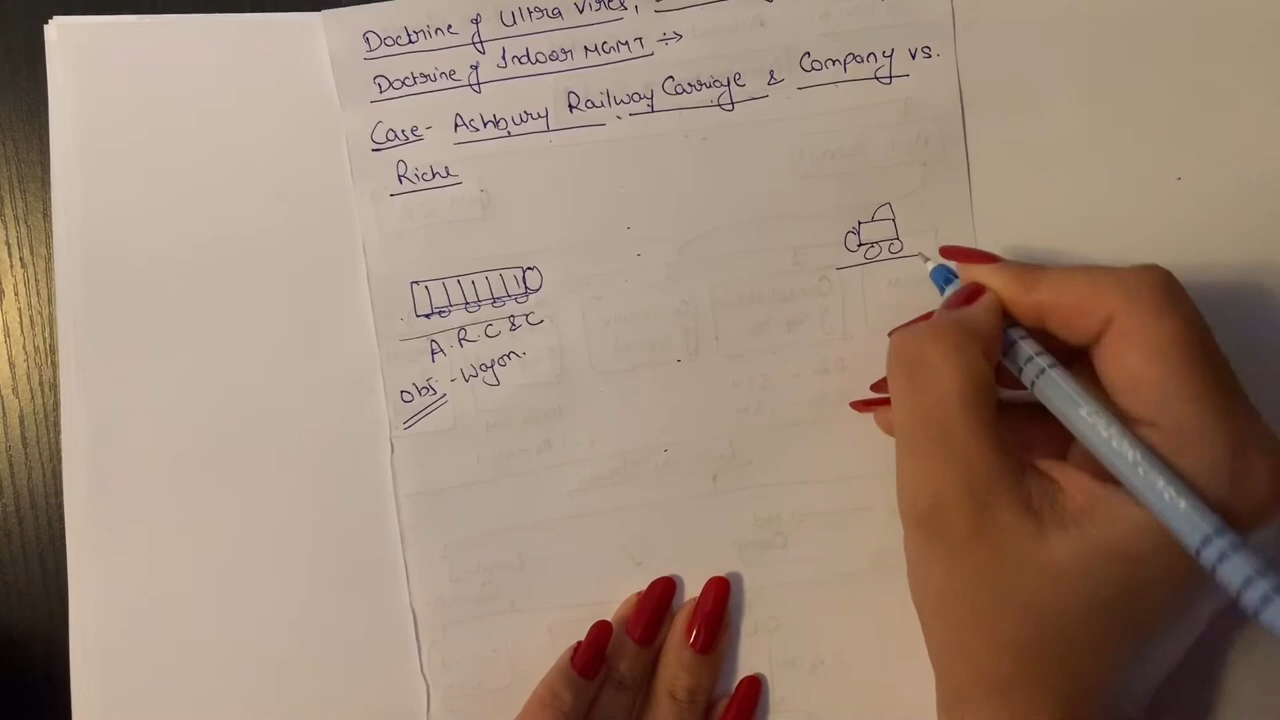 Doctrine of Ultra Vires,
Doctrine of Indoor MGMT ÷>
Case- Ashbury Railway Carriage & Company vs.
Riche
A.R.C & C
Obj - Wagon.